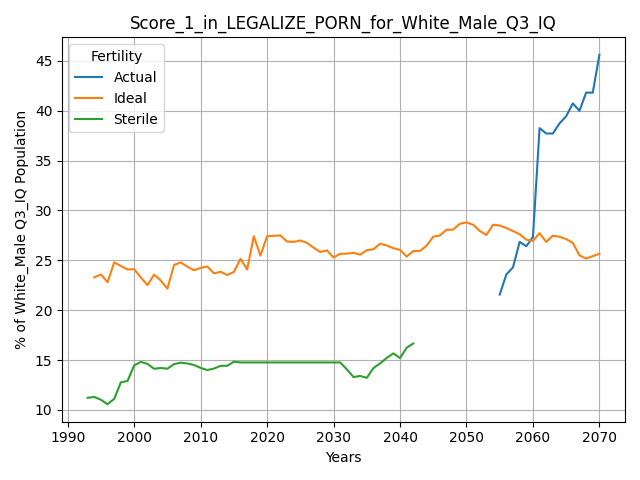 Score_1_in_LEGALIZE_PORN_for_White_Male_Q3_IQ
Fertility
Actual
Ideal
Sterile
% of White_Male Q3_IQ Population
45
40
35
30
25
20
15
10
1990 2000 2010 2020 2030 2040 2050 2060 2070
Years